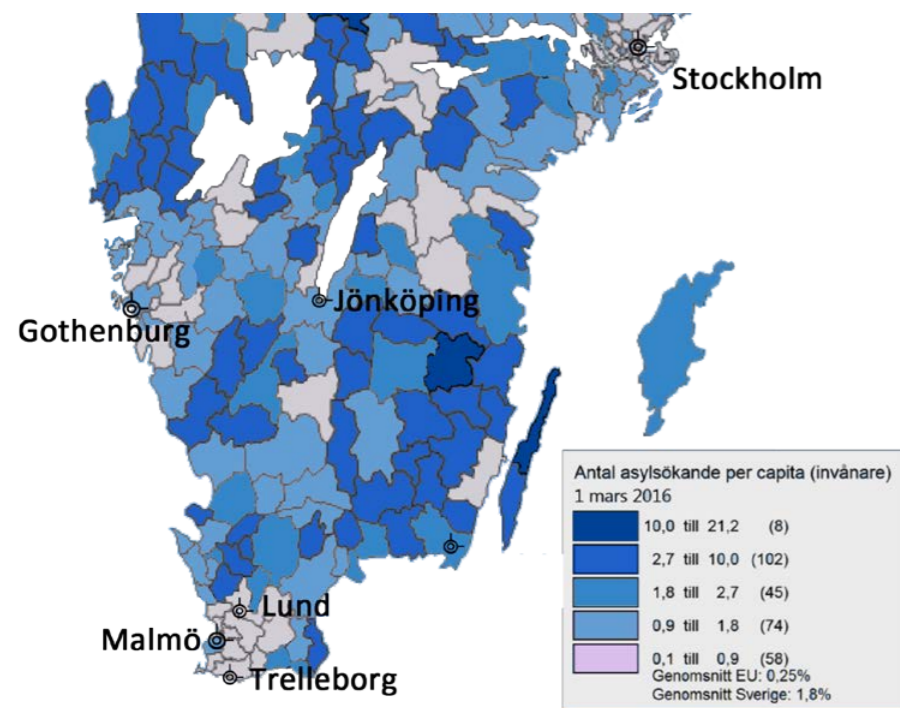 Stockholm
Jönköping
Gothenburg
Antal asylsökande per capita (invånare)
1 mars 2016
10,0 till 21,2 (8)
2,7 till 10,0 (102)
1,8 till 2,7 (45)
0,9 till 1,8 (74)
0,1 till 0,9 (58)
Genomsnitt EU: 0,25%
Genomsnitt Sverige: 1,8%
Lund
Malmö
Trelleborg